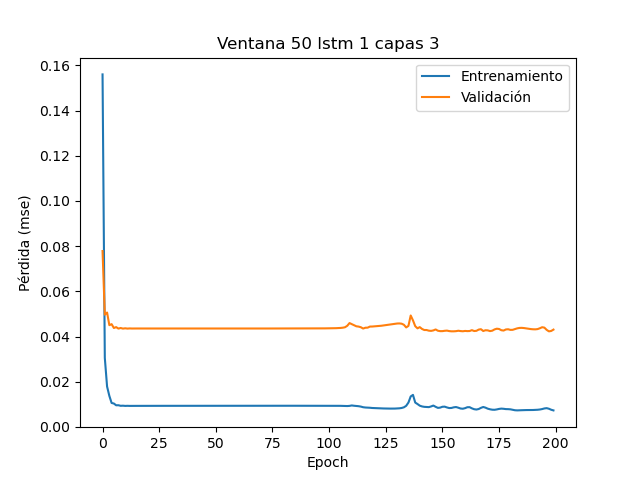 Ventana 50 lstm 1 capas 3
Entrenamiento
Validación
Pérdida (mse)
0.16
0.14
0.12
0.10
0.08
0.06
0.04
0.02
0.00
0 25 50 75 100 125 150 175 200
Epoch